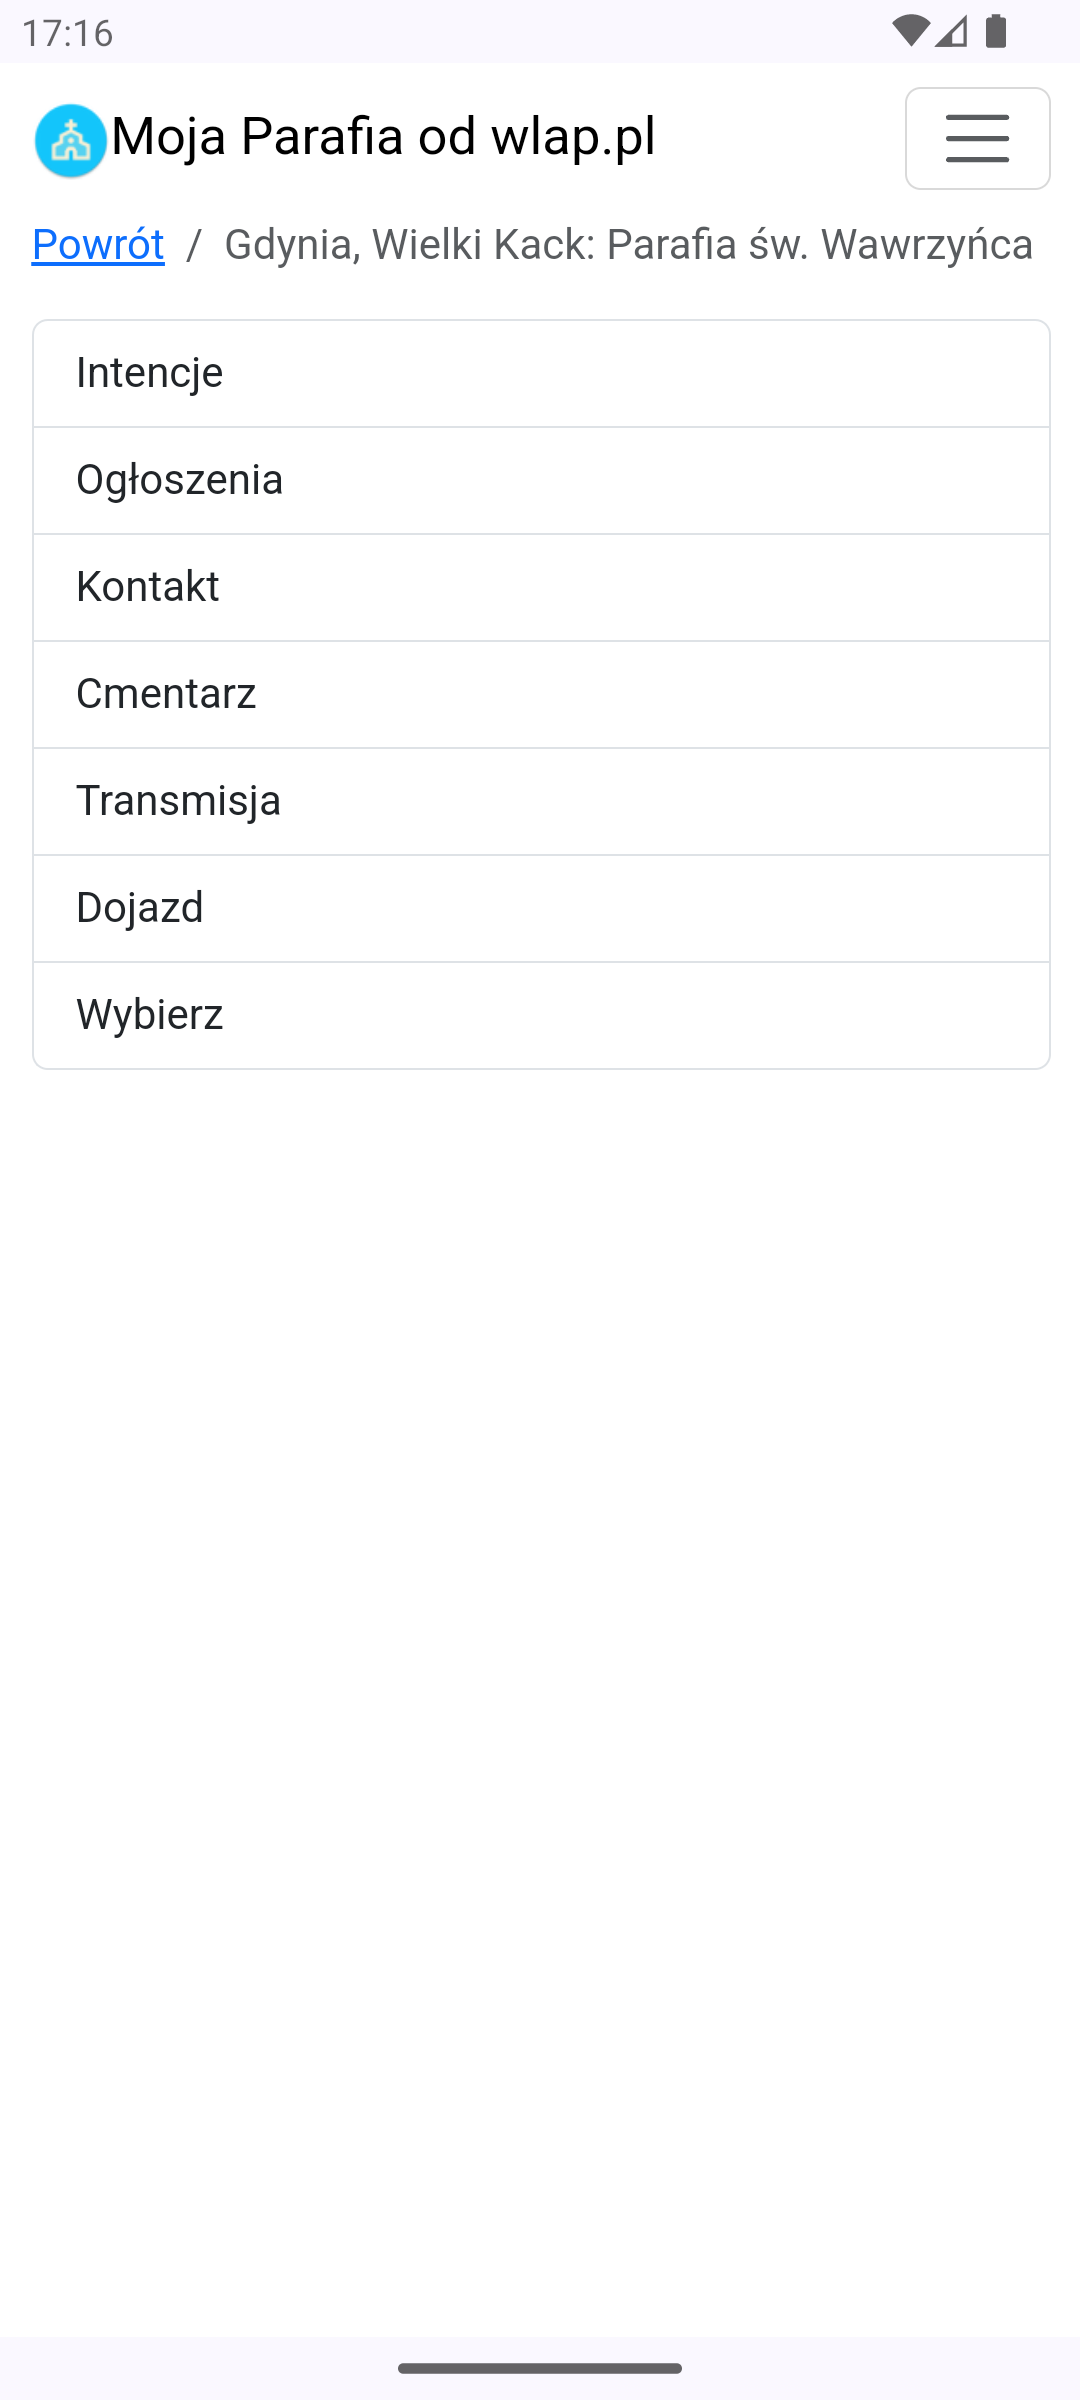 17:16
Moja Parafia od wlap.pl
Powrót / Gdynia, Wielki Kack: Parafia św. Wawrzyńca
Intencje
Ogłoszenia
Kontakt
Cmentarz
Transmisja
Dojazd
Wybierz